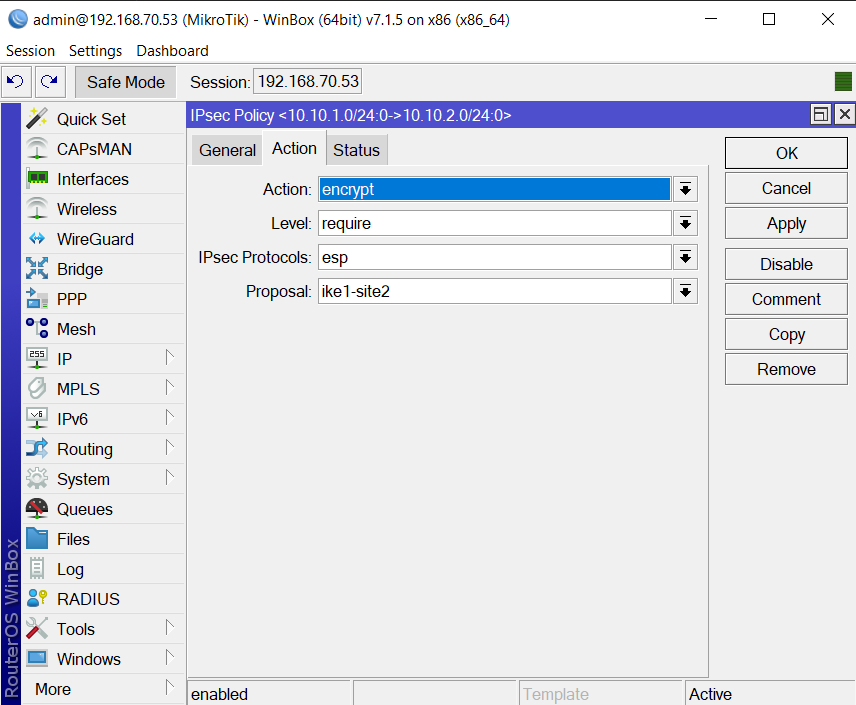 admin@192.168.70.53 (MikroTik) - WinBox (64bit) v7.1.5 on x86 (x86_64)
Session Settings Dashboard
Safe Mode Session: 192.168.70.53
IPsec Policy <10.10.1.0/24:0->10.10.2.0/24:0>
Quick Set
CAPsMAN
Interfaces
Wireless
WireGuard
Bridge
PPP
Mesh
255
IP
MPLS
v6
IPv6
Routing
System
Queues
Files
Log
RADIUS
Tools
Windows
More
RouterOS WinBox
General Action Status
Action: encrypt
Level: require
IPsec Protocols: esp
Proposal: ike1-site2
OK
Cancel
Apply
Disable
Comment
Copy
Remove
enabled Template Active